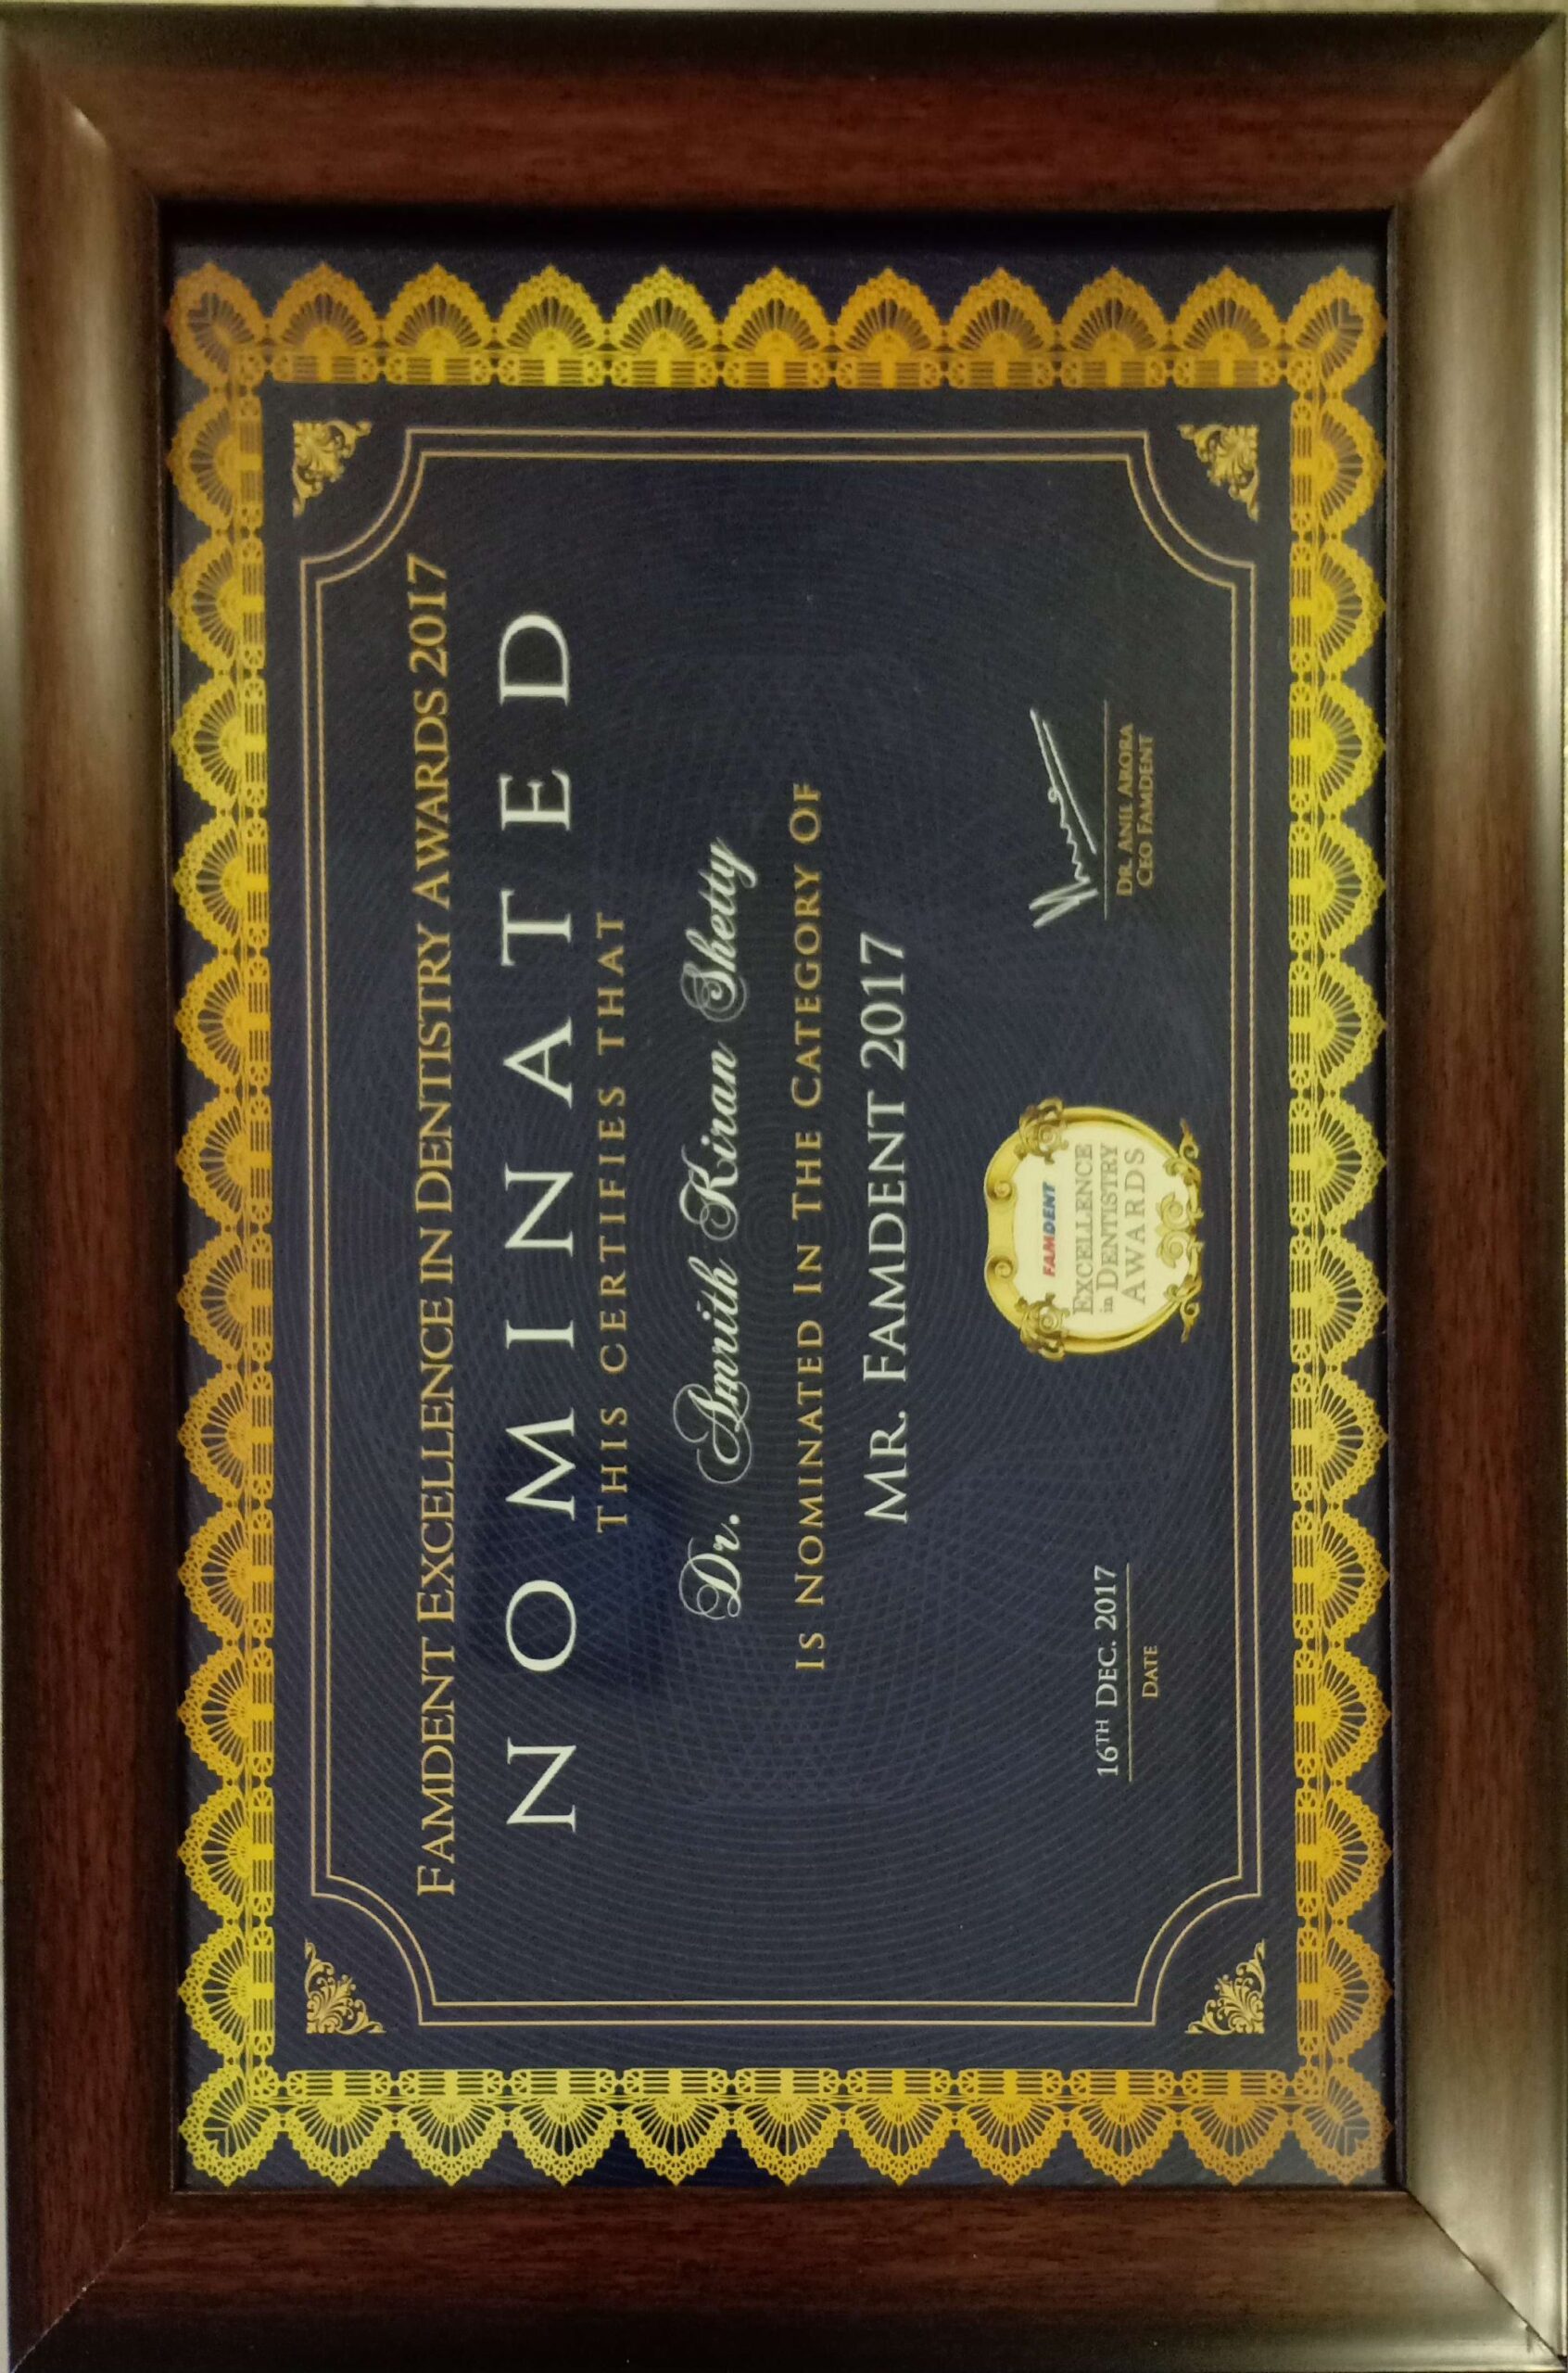 FAMDENT EXCELLENCE IN DENTISTRY AWARDS 2017
NOMINATED
THIS CERTIFIES THAT
Dr. Amrith Kiran Shetty
IS NOMINATED IN THE CATEGORY OF
MR. FAMDENT 2017
16TH DEC. 2017
DATE
FAMDENT
EXCELLENCE
in DENTISTRY
AWARDS
DR. ANIL ARORA
CEO FAMDENT